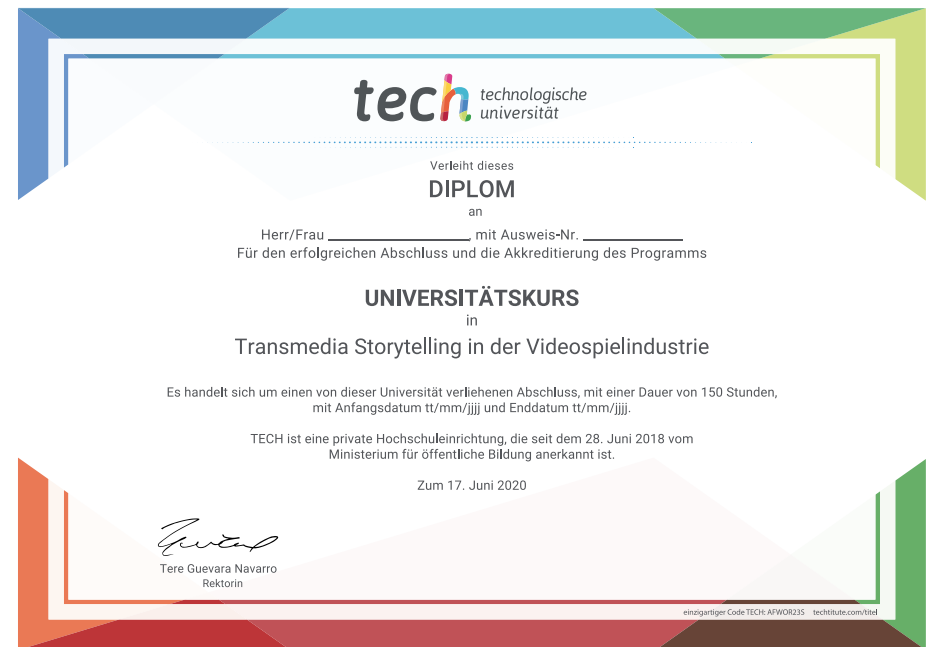 tech technologische
universität
Verleiht dieses
DIPLOM
an
Herr/Frau ____________, mit Ausweis-Nr. ____________
Für den erfolgreichen Abschluss und die Akkreditierung des Programms
UNIVERSITÄTSKURS
in
Transmedia Storytelling in der Videospielindustrie
Es handelt sich um einen von dieser Universität verliehenen Abschluss, mit einer Dauer von 150 Stunden,
mit Anfangsdatum tt/mm/jjjj und Enddatum tt/mm/jjjj.
TECH ist eine private Hochschuleinrichtung, die seit dem 28. Juni 2018 vom
Ministerium für öffentliche Bildung anerkannt ist.
Zum 17. Juni 2020
Tere Guevara Navarro
Rektorin
einzigartiger Code TECH: AFWOR23S techtitute.com/titel